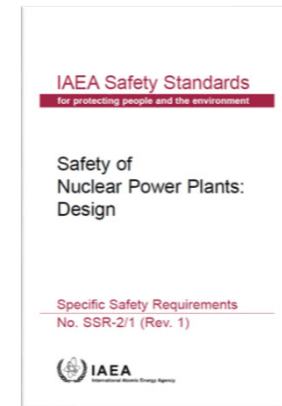 IAEA Safety Standards
for protecting people and the environment
Safety of
Nuclear Power Plants:
Design
Specific Safety Requirements
No. SSR-2/1 (Rev. 1)
IAEA
International Atomic Energy Agency